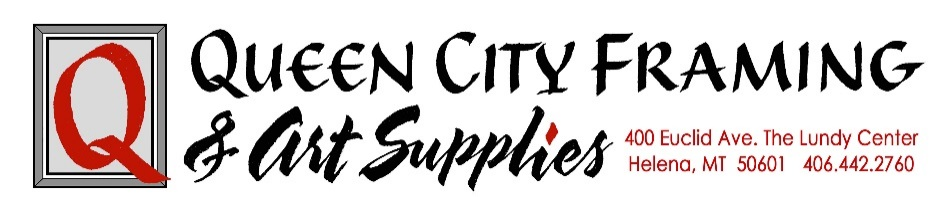 Q
QUEEN CITY FRAMING
& Art Supplies
400 Euclid Ave. The Lundy Center
Helena, MT 50601 406.442.2760